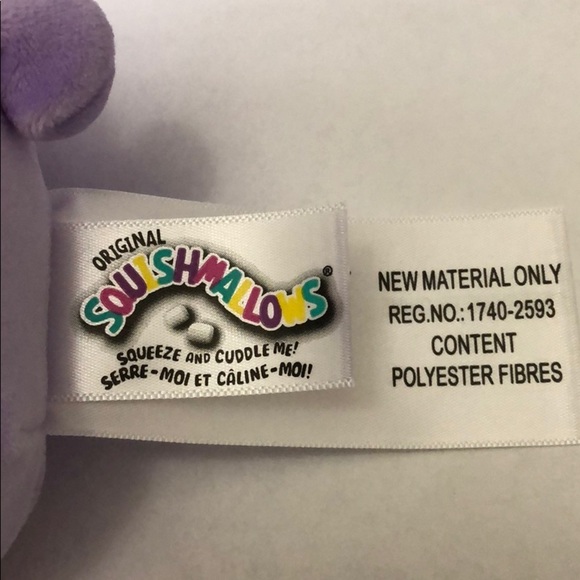 ORIGINAL
SQUISHMALLOWS®
SQUEEZE AND CUDDLE ME!
SERRE-MOI ET CÂLINE-MOI!
NEW MATERIAL ONLY
REG.NO.: 1740-2593
CONTENT
POLYESTER FIBRES